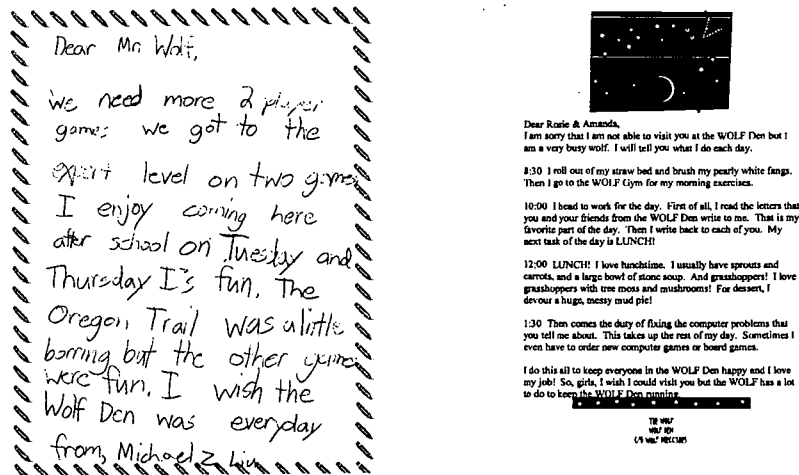 Dear Mr. Wolf,
We need more 2 player
games we got to the
expert level on two games
I enjoy coming here
after school on Tuesday and
Thursday I's fun. The
Oregon Trail was a little
borring but the other games
were fun. I wish the
Wolf Den was everyday
from, Michael Z. Liu
Dear Rosie & Amanda,
I am sorry that I am not able to visit you at the WOLF Den but I
am a very busy wolf. I will tell you what I do each day.
8:30 I roll out of my straw bed and brush my pearly white fangs.
Then I go to the WOLF Gym for my morning exercises.
10:00 I head to work for the day. First of all, I read the letters that
you and your friends from the WOLF Den write to me. That is my
favorite part of the day. Then I write back to each of you. My
next task of the day is LUNCH!
12:00 LUNCH! I love lunchtime. I usually have sprouts and
carrots, and a large bowl of stone soup. And grasshoppers! I love
grasshoppers with tree moss and mushrooms! For dessert, I
devour a huge, messy mud pie!
1:30 Then comes the duty of fixing the computer problems that
you tell me about. This takes up the rest of my day. Sometimes I
even have to order new computer games or board games.
I do this all to keep everyone in the WOLF Den happy and I love
my job! So, girls, I wish I could visit you but the WOLF has a lot
to do to keep the WOLF Den running.
THE WOLF
WOLF DEN